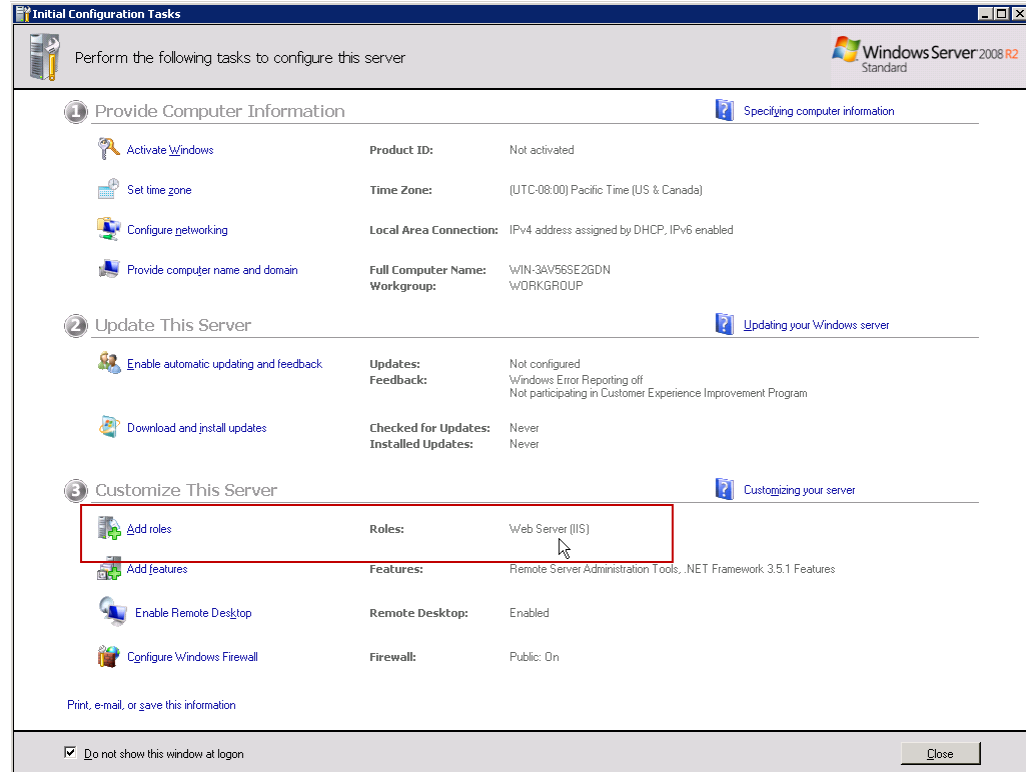 Initial Configuration Tasks
Perform the following tasks to configure this server
Windows Server 2008 R2
Standard
1 Provide Computer Information
Specifying computer information
Activate Windows Product ID: Not activated
Set time zone Time Zone: (UTC-08:00) Pacific Time (US & Canada)
Configure networking Local Area Connection: IPv4 address assigned by DHCP, IPv6 enabled
Provide computer name and domain Full Computer Name: WIN-3AV56SE2GDN
Workgroup: WORKGROUP
2 Update This Server
Updating your Windows server
Enable automatic updating and feedback Updates: Not configured
Feedback: Windows Error Reporting off
Not participating in Customer Experience Improvement Program
Download and install updates Checked for Updates: Never
Installed Updates: Never
3 Customize This Server
Customizing your server
Add roles Roles: Web Server (IIS)
Add features Features: Remote Server Administration Tools, .NET Framework 3.5.1 Features
Enable Remote Desktop Remote Desktop: Enabled
Configure Windows Firewall Firewall: Public: On
Print, e-mail, or save this information
Do not show this window at logon
Close